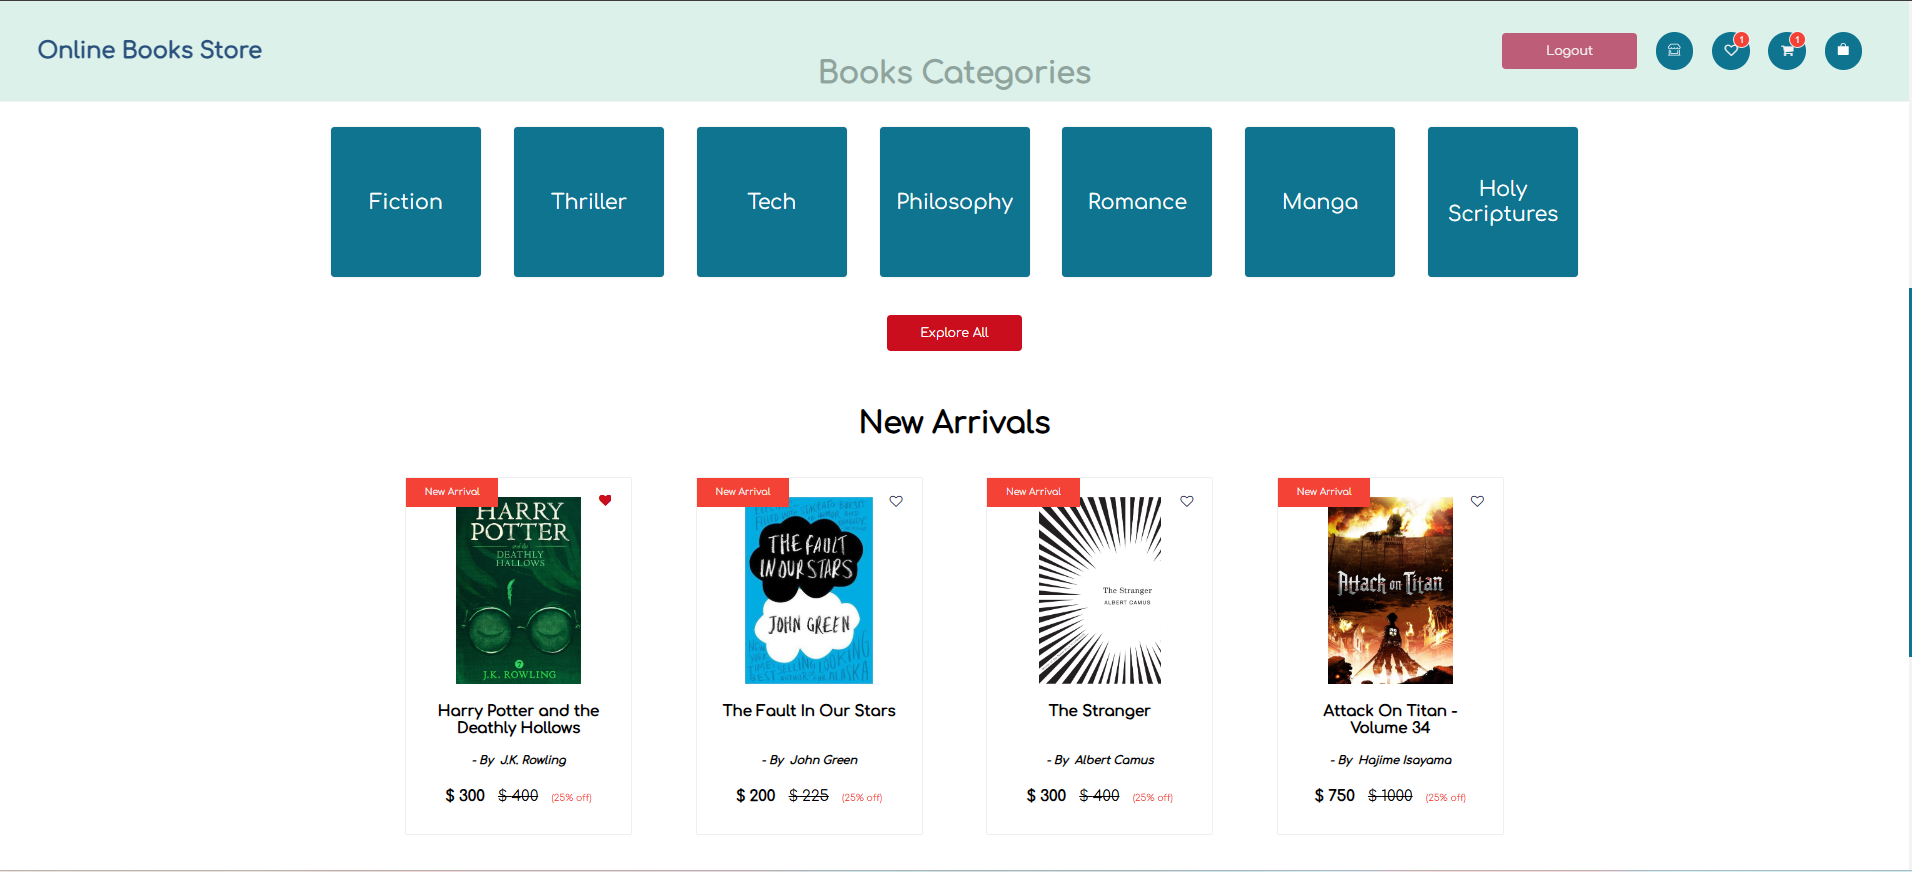 Online Books Store
Logout
1
1
Books Categories
Fiction
Thriller
Tech
Philosophy
Romance
Manga
Holy
Scriptures
Explore All
New Arrivals
New Arrival
HARRY
POTTER
and the
DEATHLY
HALLOWS
7
J.K. ROWLING
Harry Potter and the
Deathly Hollows
- By J.K. Rowling
$ 300 $ 400 (25% off)
New Arrival
THE FAULT
IN OUR STARS
JOHN GREEN
The Fault In Our Stars
- By John Green
$ 200 $ 225 (25% off)
New Arrival
The Stranger
ALBERT CAMUS
The Stranger
- By Albert Camus
$ 300 $ 400 (25% off)
New Arrival
Attack on Titan
Attack On Titan -
Volume 34
- By Hajime Isayama
$ 750 $ 1000 (25% off)